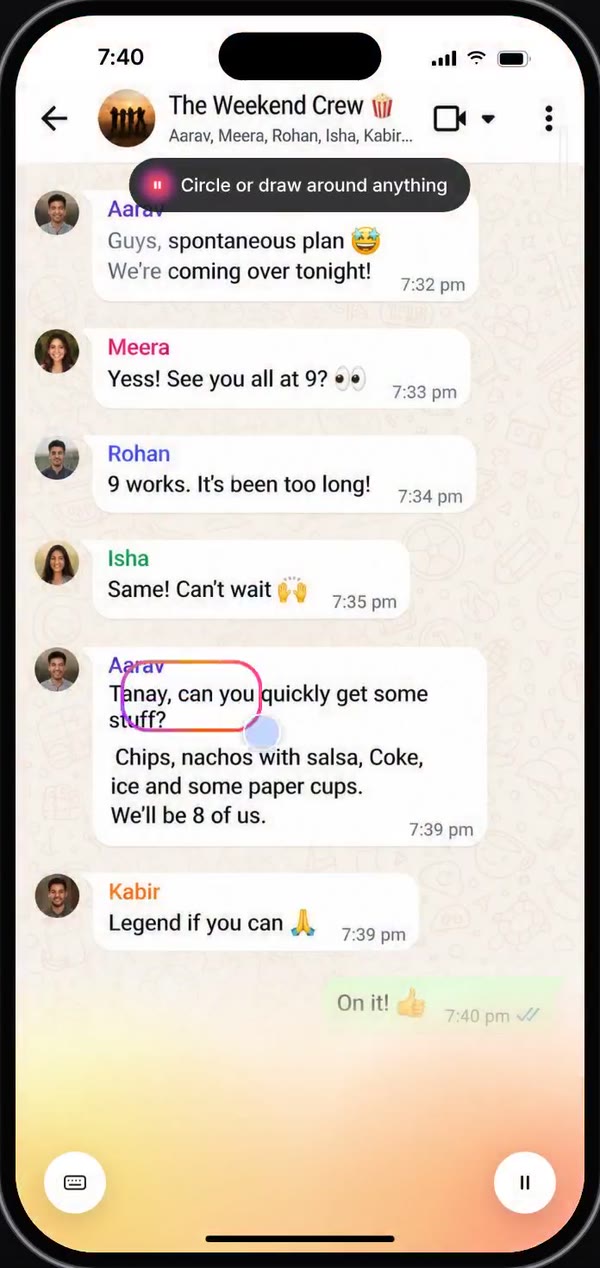 7:40
The Weekend Crew 🍿
Aarav, Meera, Rohan, Isha, Kabir...
Circle or draw around anything
Aarav
Guys, spontaneous plan 🤩
We're coming over tonight!
7:32 pm
Meera
Yess! See you all at 9? 👀
7:33 pm
Rohan
9 works. It's been too long!
7:34 pm
Isha
Same! Can't wait 🙌
7:35 pm
Aarav
Tanay, can you quickly get some
stuff?
Chips, nachos with salsa, Coke,
ice and some paper cups.
We'll be 8 of us.
7:39 pm
Kabir
Legend if you can 🙏
7:39 pm
On it! 👍
7:40 pm